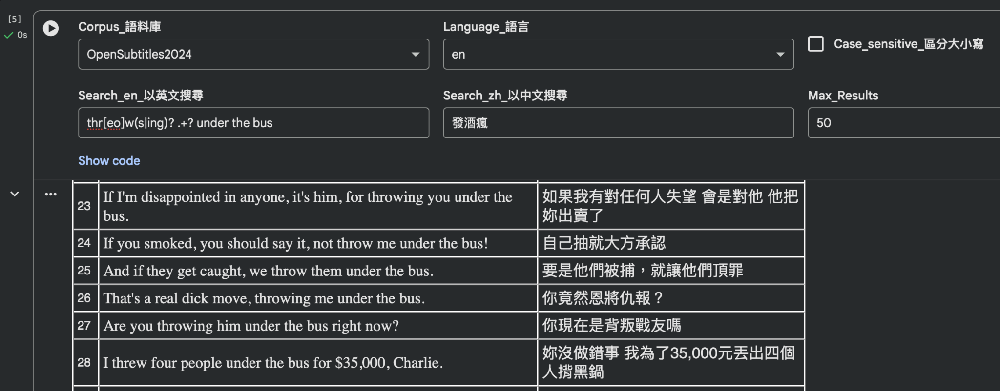 [5]
0s
Corpus_語料庫
Language_語言
OpenSubtitles2024
en
Case_sensitive_區分大小寫
Search_en_以英文搜尋
Search_zh_以中文搜尋
Max_Results
thr[eo]w(s|ing)? .+? under the bus
發酒瘋
50
Show code
23
If I'm disappointed in anyone, it's him, for throwing you under the
bus.
如果我有對任何人失望 會是對他 他把
妳出賣了
24
If you smoked, you should say it, not throw me under the bus!
自己抽就大方承認
25
And if they get caught, we throw them under the bus.
要是他們被捕，就讓他們頂罪
26
That's a real dick move, throwing me under the bus.
你竟然恩將仇報？
27
Are you throwing him under the bus right now?
你現在是背叛戰友嗎
28
I threw four people under the bus for $35,000, Charlie.
妳沒做錯事 我為了35,000元丟出四個
人揹黑鍋